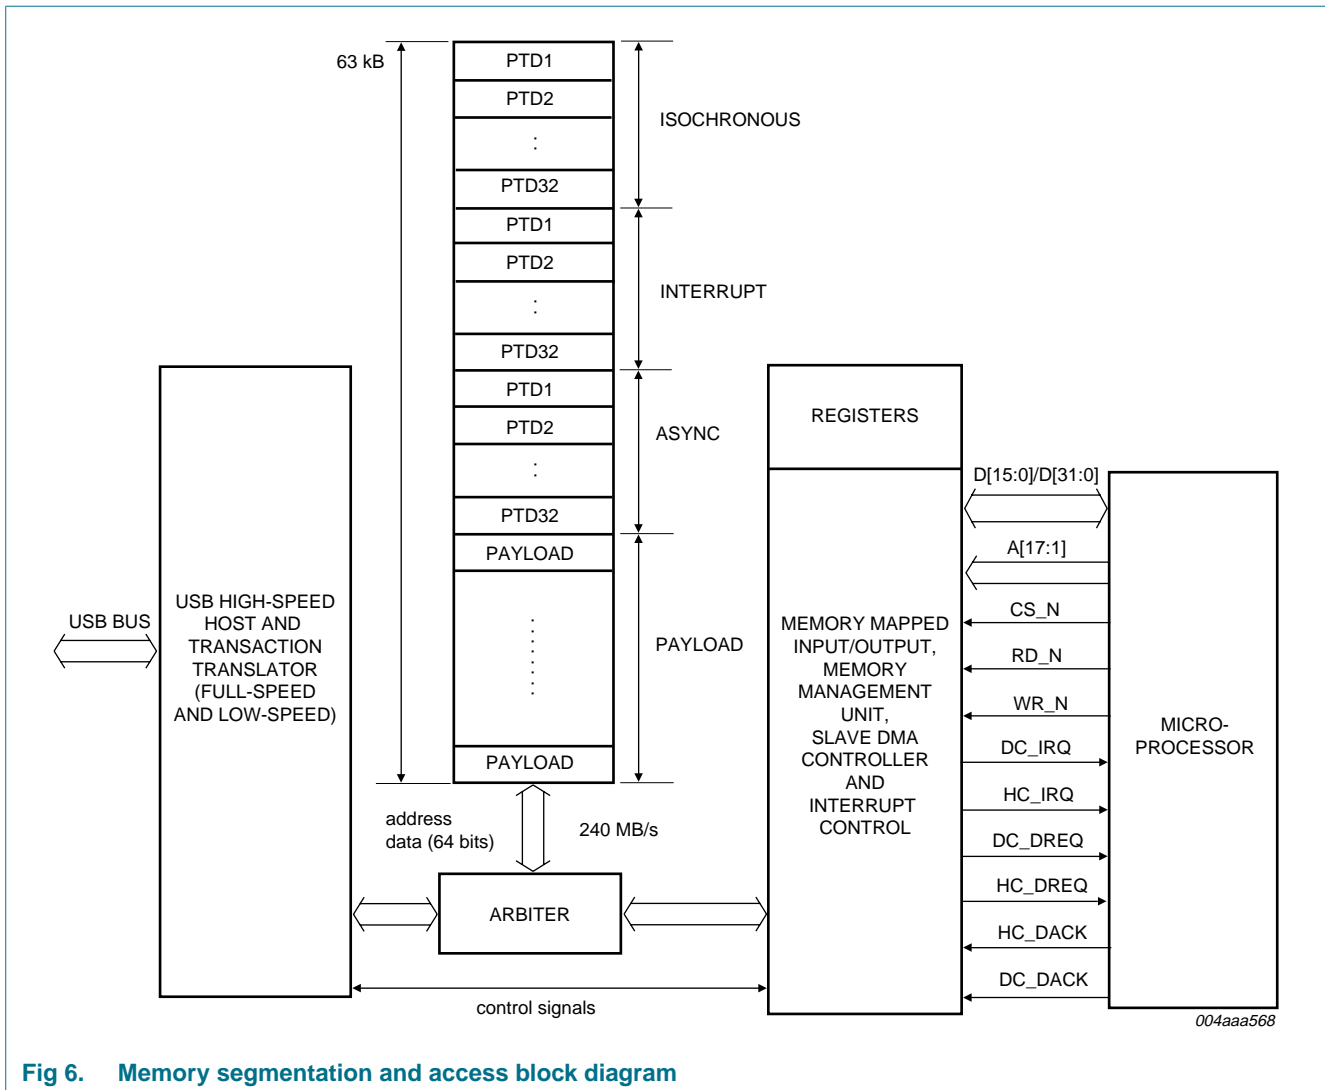 63 kB
PTD1
PTD2
:
PTD32
ISOCHRONOUS
PTD1
PTD2
:
PTD32
INTERRUPT
PTD1
PTD2
:
PTD32
ASYNC
PAYLOAD
PAYLOAD
PAYLOAD
USB BUS
USB HIGH-SPEED
HOST AND
TRANSACTION
TRANSLATOR
(FULL-SPEED
AND LOW-SPEED)
address
data (64 bits)
240 MB/s
ARBITER
control signals
REGISTERS
MEMORY MAPPED
INPUT/OUTPUT,
MEMORY
MANAGEMENT
UNIT,
SLAVE DMA
CONTROLLER
AND
INTERRUPT
CONTROL
D[15:0]/D[31:0]
A[17:1]
CS_N
RD_N
WR_N
DC_IRQ
HC_IRQ
DC_DREQ
HC_DREQ
HC_DACK
DC_DACK
MICRO-
PROCESSOR
004aaa568
Fig 6. Memory segmentation and access block diagram